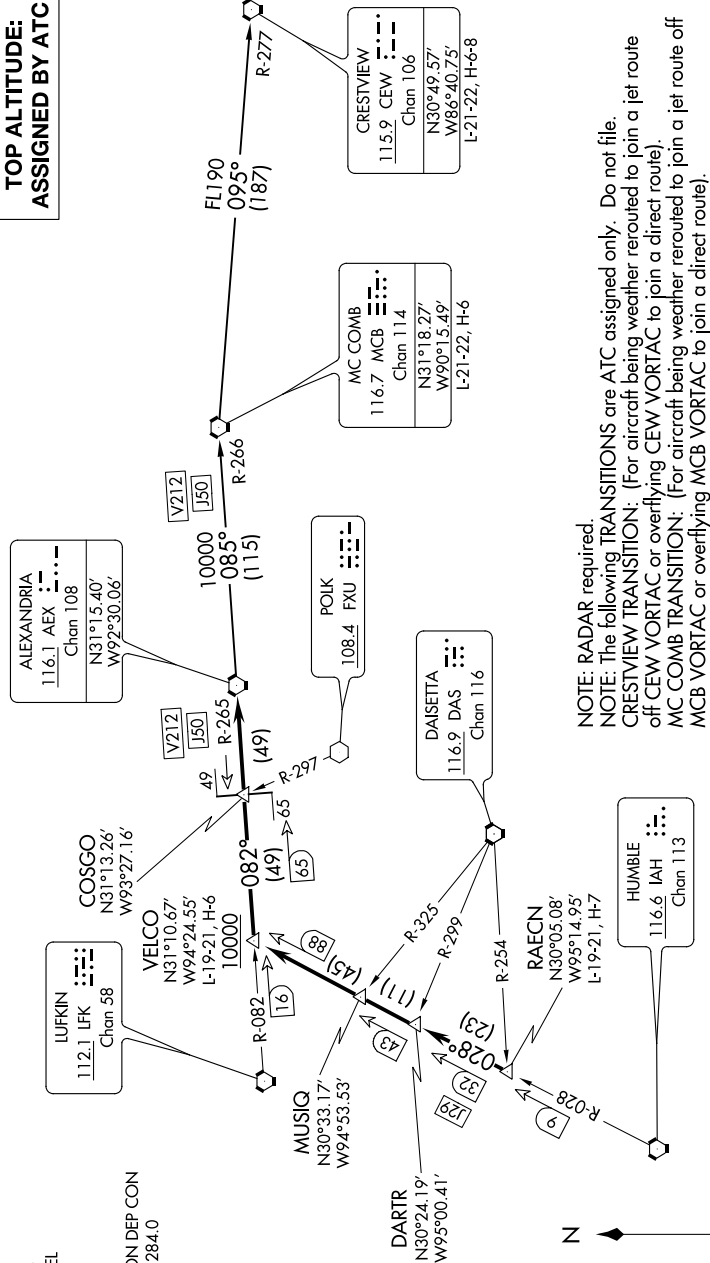 TOP ALTITUDE:
ASSIGNED BY ATC
R-277
CRESTVIEW
115.9 CEW
Chan 106
N30°49.57′
W86°40.75′
L-21-22, H-6-8
FL190
095°
(187)
MC COMB
116.7 MCB
Chan 114
N31°18.27′
W90°15.49′
L-21-22, H-6
R-266
V212
J50
10000
085°
(115)
ALEXANDRIA
116.1 AEX
Chan 108
N31°15.40′
W92°30.06′
V212
J50
R-265
(49)
49
65
65
POLK
108.4 FXU
R-297
COSGO
N31°13.26′
W93°27.16′
082°
(49)
VELCO
N31°10.67′
W94°24.55′
L-19-21, H-6
10000
LUFKIN
112.1 LFK
Chan 58
R-082
16
88
(45)
MUSIQ
N30°33.17′
W94°53.53′
43
(11)
DAISETTA
116.9 DAS
Chan 116
R-325
R-299
R-254
DARTR
N30°24.19′
W95°00.41′
J29
32
028°
(23)
RAECN
N30°05.08′
W95°14.95′
L-19-21, H-7
9
R-028
HUMBLE
116.6 IAH
Chan 113
N
EL
ON DEP CON
284.0
NOTE: RADAR required.
NOTE: The following TRANSITIONS are ATC assigned only. Do not file.
CRESTVIEW TRANSITION: (For aircraft being weather rerouted to join a jet route
off CEW VORTAC or overflying CEW VORTAC to join a direct route).
MC COMB TRANSITION: (For aircraft being weather rerouted to join a jet route off
MCB VORTAC or overflying MCB VORTAC to join a direct route).